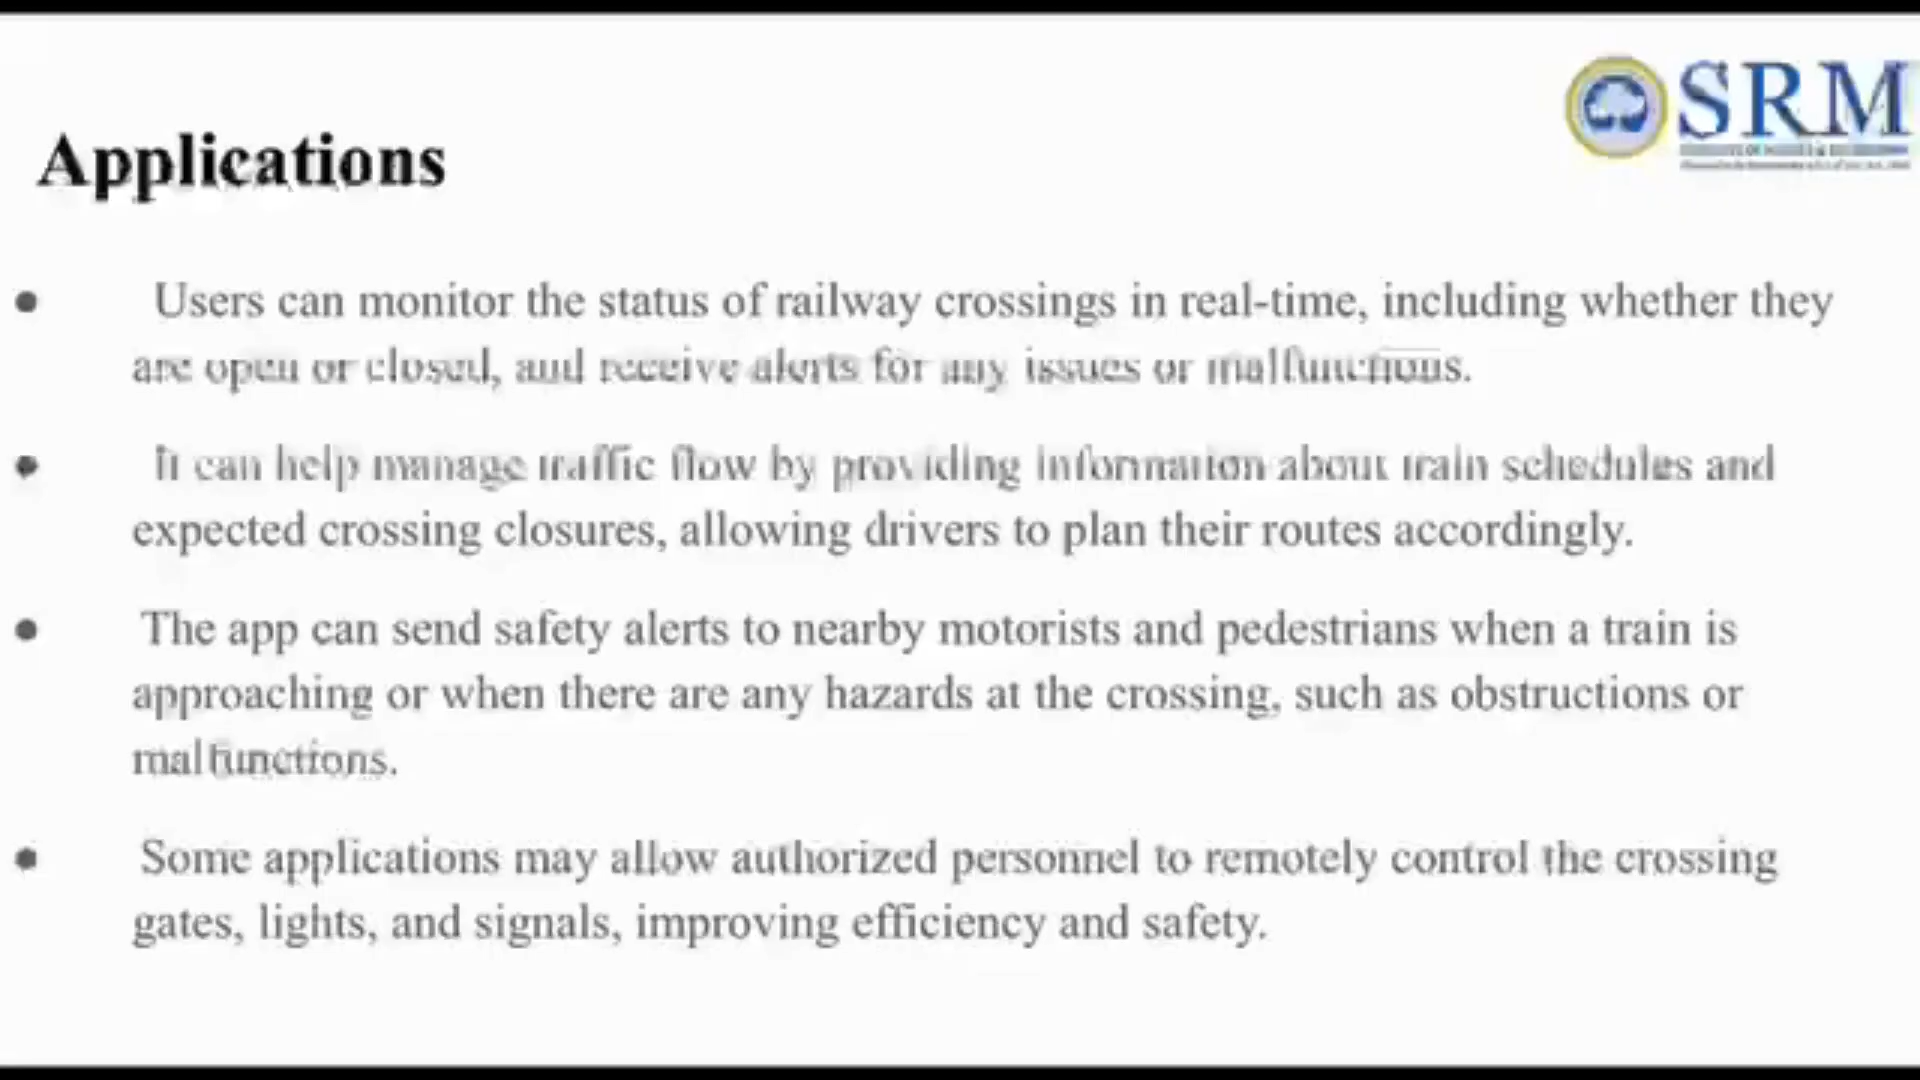 SRM
Applications
• Users can monitor the status of railway crossings in real-time, including whether they
are open or closed, and receive alerts for any issues or malfunctions.
• It can help manage traffic flow by providing information about train schedules and
expected crossing closures, allowing drivers to plan their routes accordingly.
• The app can send safety alerts to nearby motorists and pedestrians when a train is
approaching or when there are any hazards at the crossing, such as obstructions or
malfunctions.
• Some applications may allow authorized personnel to remotely control the crossing
gates, lights, and signals, improving efficiency and safety.